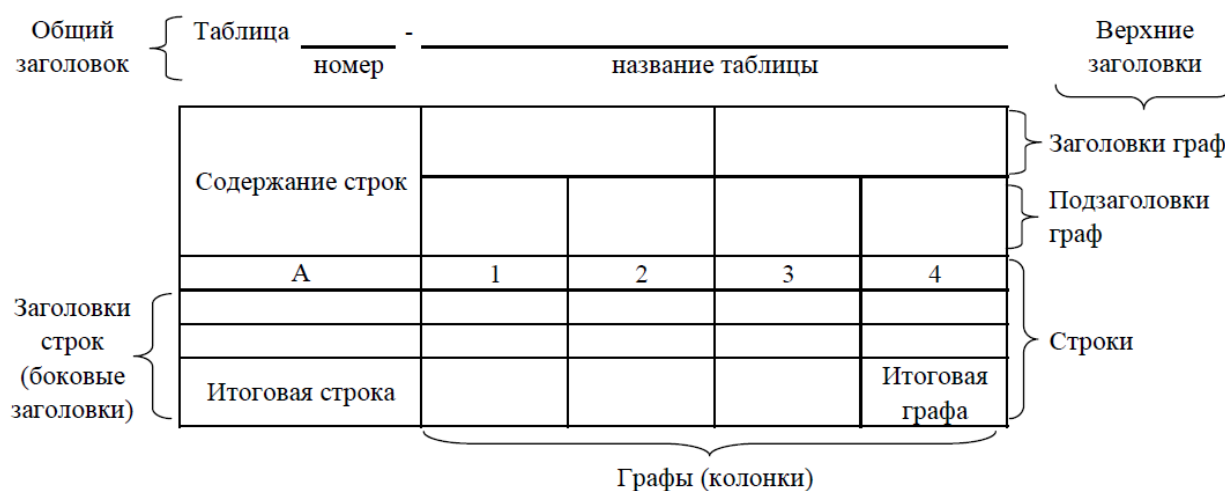 Общий
заголовок
Таблица -
номер
название таблицы
Верхние
заголовки
Содержание строк
Заголовки граф
Подзаголовки
граф
А 1 2 3 4
Заголовки
строк
(боковые
заголовки)
Строки
Итоговая строка
Итоговая
графа
Графы (колонки)